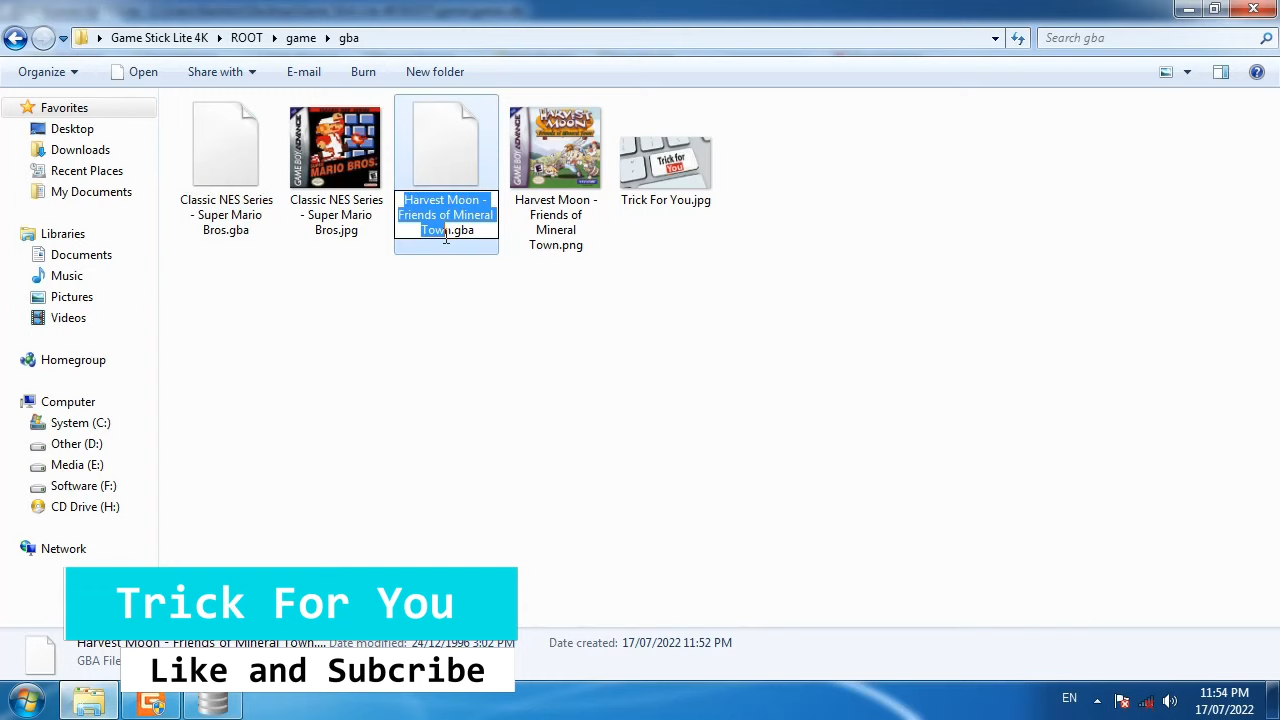 Game Stick Lite 4K
ROOT
game
gba
Search gba
Organize
Open
Share with
E-mail
Burn
New folder
Favorites
Desktop
Downloads
Recent Places
My Documents
Libraries
Documents
Music
Pictures
Videos
Homegroup
Computer
System (C:)
Other (D:)
Media (E:)
Software (F:)
CD Drive (H:)
Network
GAME BOY ADVANCE
MARIO BROS.
Classic NES Series
- Super Mario
Bros.gba
Classic NES Series
- Super Mario
Bros.jpg
Harvest Moon -
Friends of Mineral
Town.gba
GAME BOY ADVANCE
HARVEST MOON
Harvest Moon -
Friends of
Mineral
Town.png
Trick for
You
Trick For You.jpg
Trick For You
Like and Subcribe
Harvest Moon - Friends of Mineral Town....
Date modified: 24/12/1996 3:02 PM
Date created: 17/07/2022 11:52 PM
GBA File
EN
11:54 PM
17/07/2022